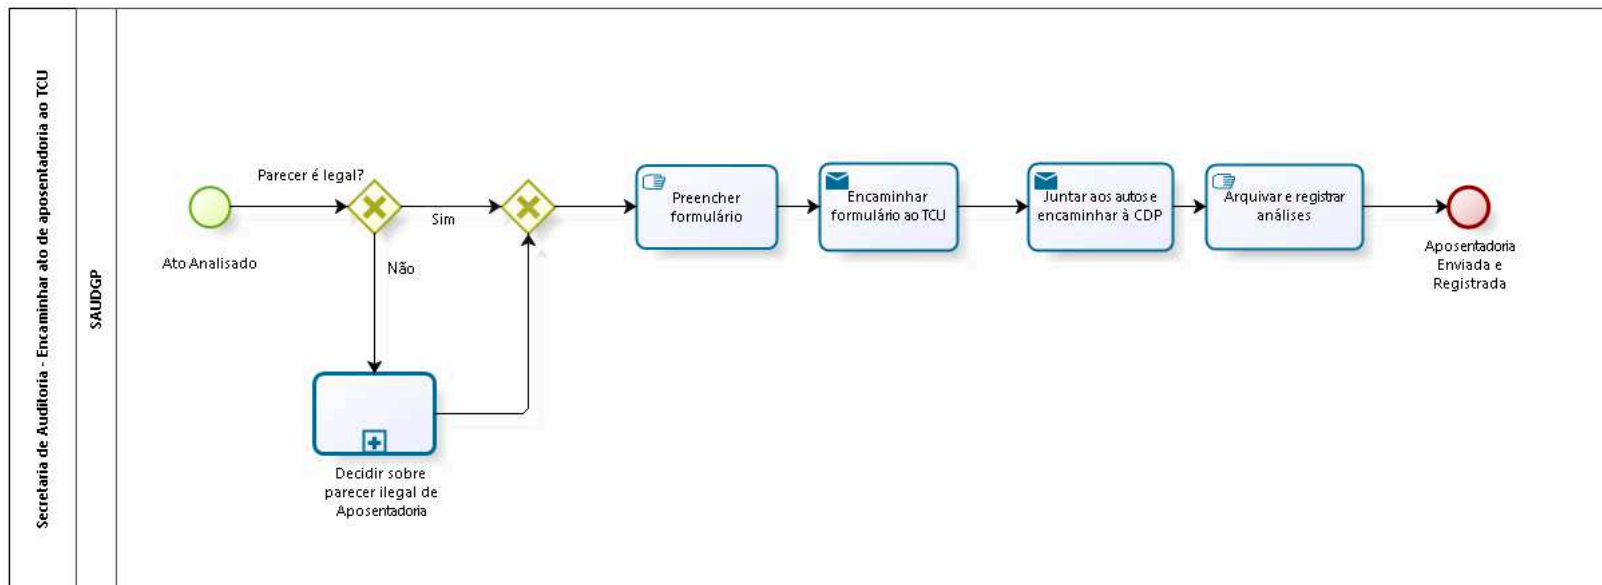 Secretaria de Auditoria - Encaminhar ato de aposentadoria ao TCU
SAUDGP
Ato Analisado
Parecer é legal?
Sim
Não
Decidir sobre
parecer ilegal de
Aposentadoria
Preencher
formulário
Encaminhar
formulário ao TCU
Juntar aos autos e
encaminhar à CDP
Arquivar e registrar
análises
Aposentadoria
Enviada e
Registrada